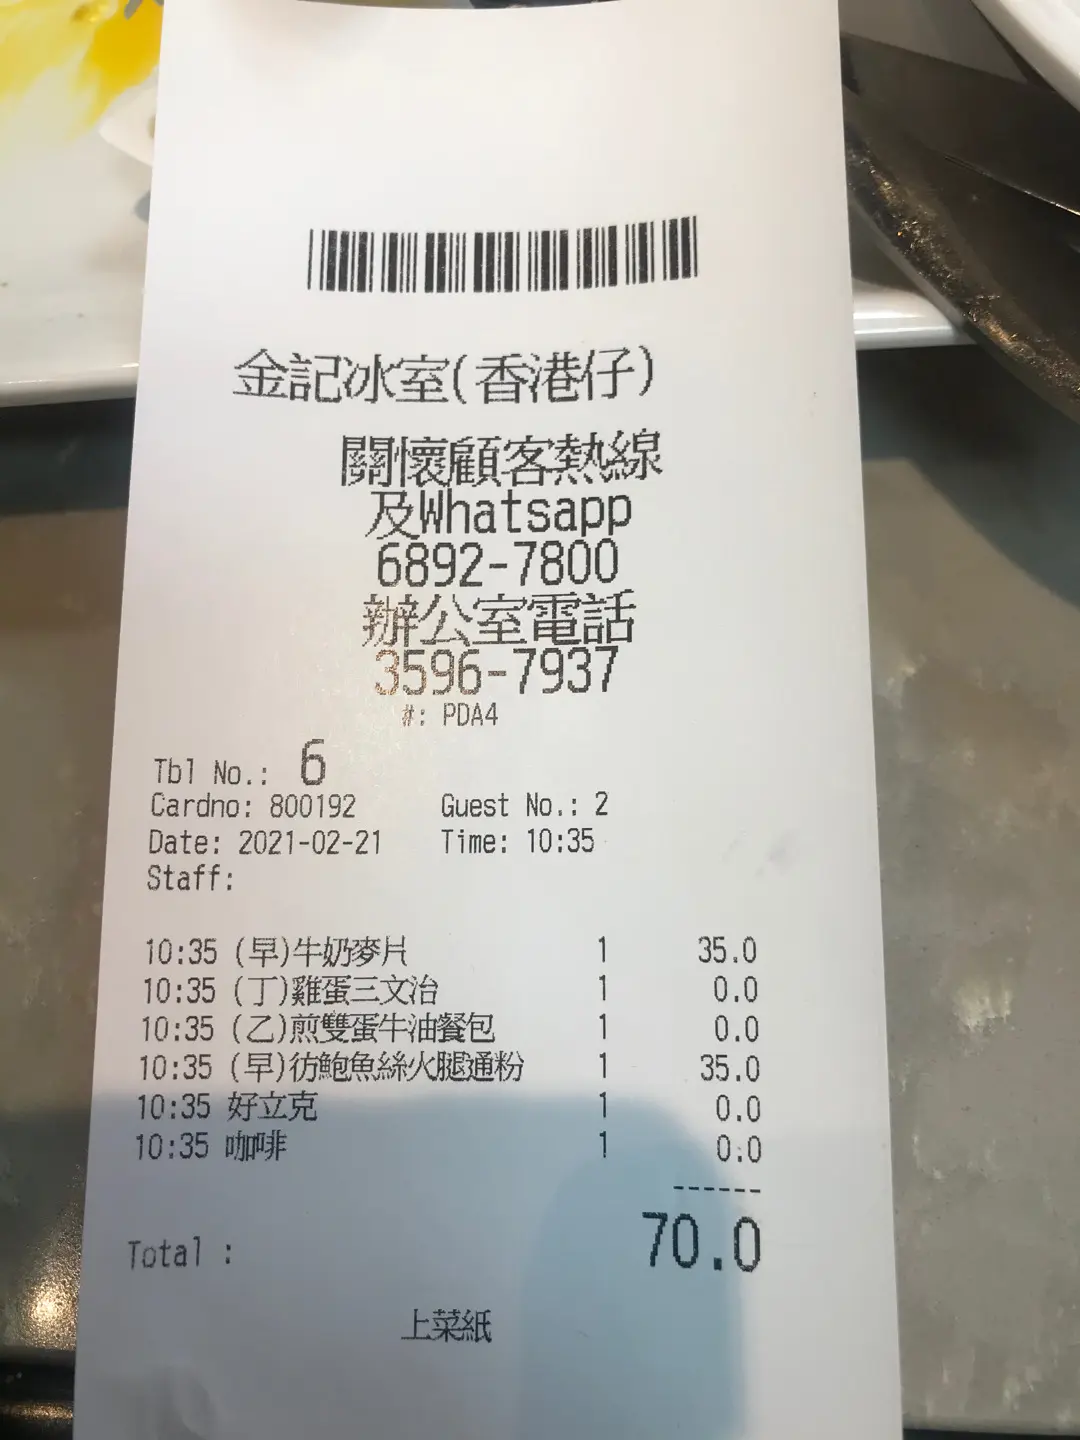 金記冰室(香港仔)
關懷顧客熱線
及Whatsapp
6892-7800
辦公室電話
3596-7937
#: PDA4
Tbl No.: 6
Cardno: 800192 Guest No.: 2
Date: 2021-02-21 Time: 10:35
Staff:
10:35 (早)牛奶麥片 1 35.0
10:35 (丁)雞蛋三文治 1 0.0
10:35 (乙)煎雙蛋牛油餐包 1 0.0
10:35 (早)彷鮑魚絲火腿通粉 1 35.0
10:35 好立克 1 0.0
10:35 咖啡 1 0.0
------
Total : 70.0
上菜紙